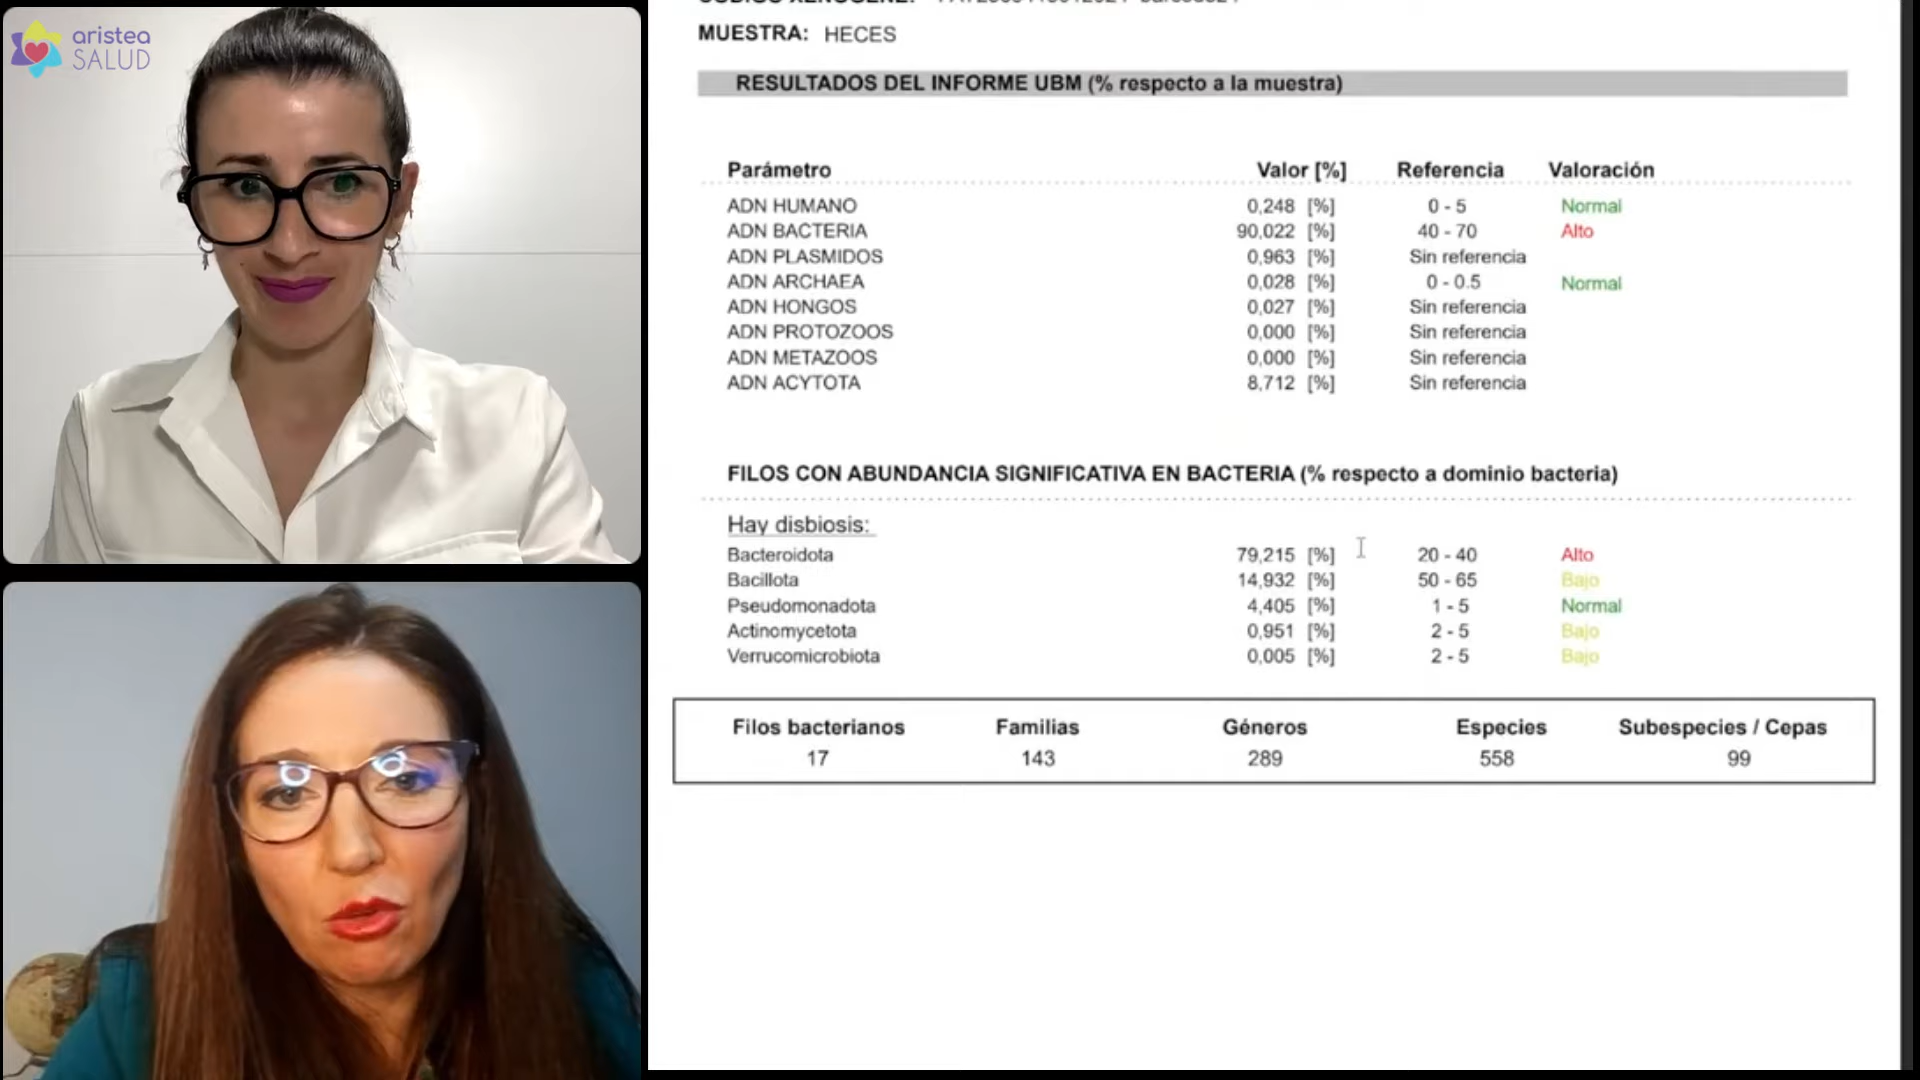 aristea
SALUD
MUESTRA: HECES
RESULTADOS DEL INFORME UBM (% respecto a la muestra)
Parámetro Valor [%] Referencia Valoración
ADN HUMANO 0,248 [%] 0 - 5 Normal
ADN BACTERIA 90,022 [%] 40 - 70 Alto
ADN PLASMIDOS 0,963 [%] Sin referencia
ADN ARCHAEA 0,028 [%] 0 - 0.5 Normal
ADN HONGOS 0,027 [%] Sin referencia
ADN PROTOZOOS 0,000 [%] Sin referencia
ADN METAZOOS 0,000 [%] Sin referencia
ADN ACYTOTA 8,712 [%] Sin referencia
FILOS CON ABUNDANCIA SIGNIFICATIVA EN BACTERIA (% respecto a dominio bacteria)
Hay disbiosis:
Bacteroidota 79,215 [%] 20 - 40 Alto
Bacillota 14,932 [%] 50 - 65 Bajo
Pseudomonadota 4,405 [%] 1 - 5 Normal
Actinomycetota 0,951 [%] 2 - 5 Bajo
Verrucomicrobiota 0,005 [%] 2 - 5 Bajo
Filos bacterianos Familias Géneros Especies Subespecies / Cepas
17 143 289 558 99